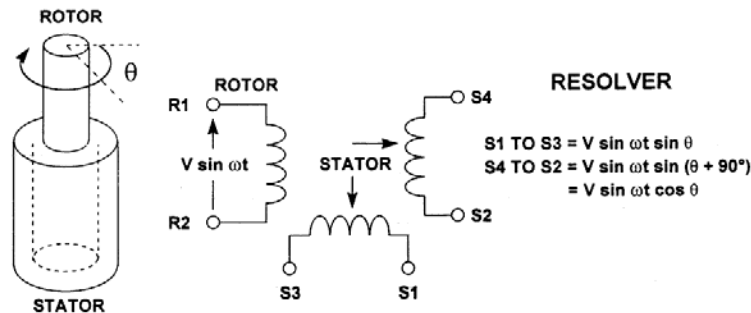 ROTOR
θ
STATOR
ROTOR
R1
V sin ωt
R2
STATOR
S4
S2
S3
S1
RESOLVER
S1 TO S3 = V sin ωt sin θ
S4 TO S2 = V sin ωt sin (θ + 90°)
= V sin ωt cos θ